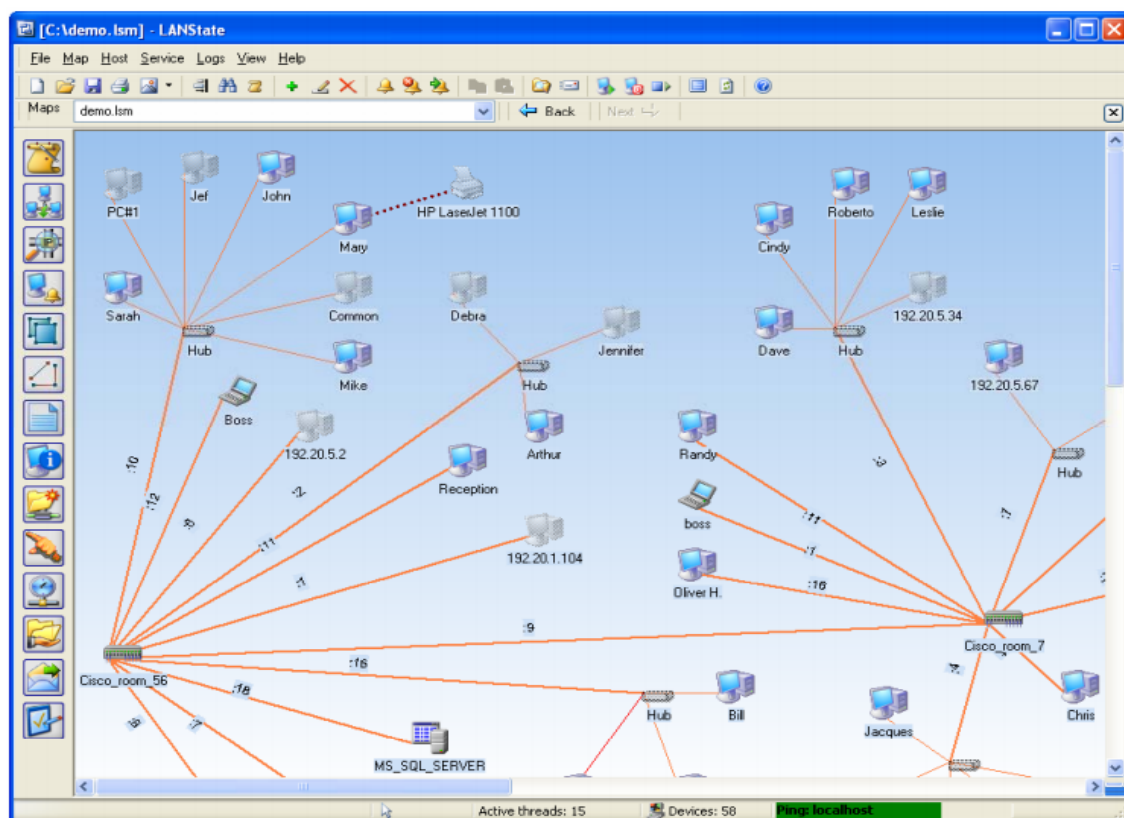 [C:\demo.lsm] - LANState
File Map Host Service Logs View Help
Maps demo.lsm Back Next
PC#1
Jef
John
Mary
HP LaserJet 1100
Roberto
Leslie
Cindy
Sarah
Common
Debra
192.20.5.34
Hub
Jennifer
Dave
Hub
Mike
Hub
192.20.5.67
Boss
192.20.5.2
Arthur
Randy
Hub
Reception
:10
:12
:2
:3
:11
boss
:11
:7
192.20.1.104
:1
:1
Oliver H.
:16
:9
Cisco_room_7
Cisco_room_56
:16
:18
Hub
Bill
Chris
Jacques
MS_SQL_SERVER
Active threads: 15 Devices: 58 Ping: localhost